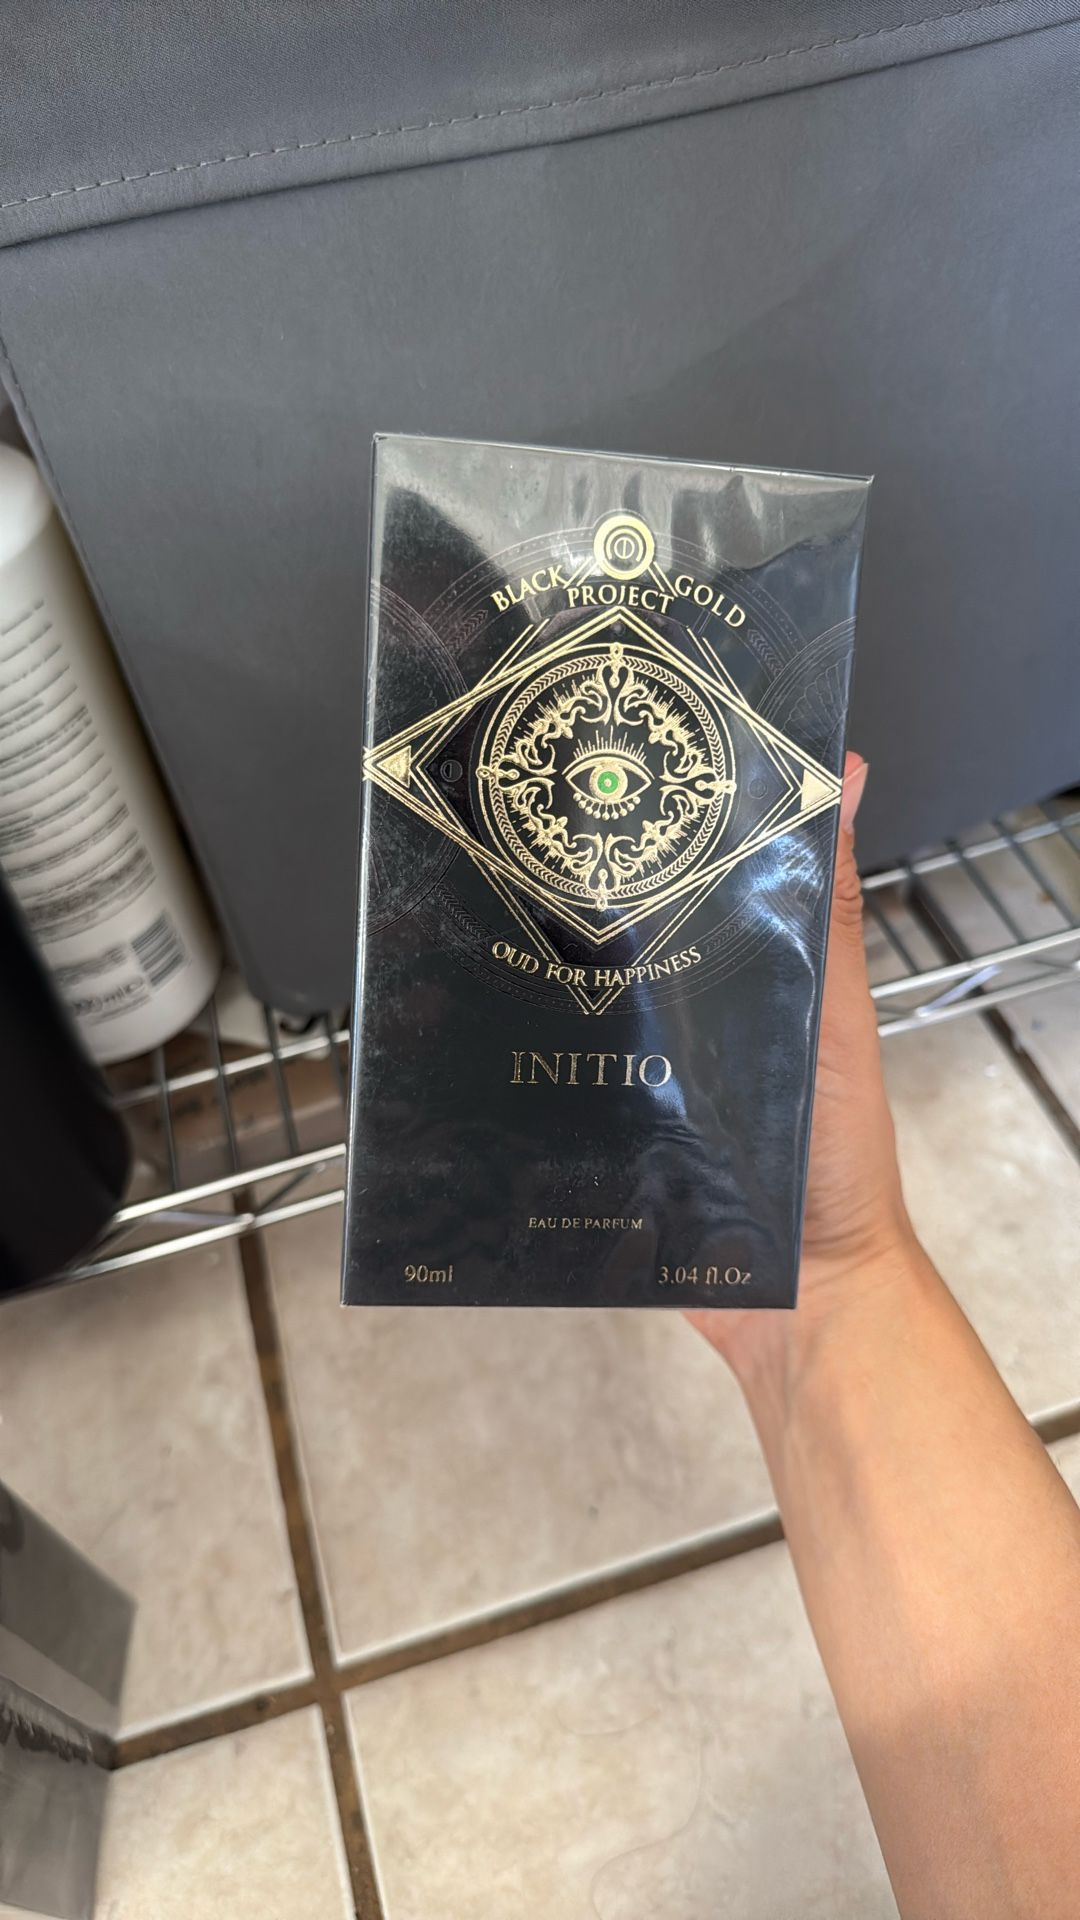 BLACK PROJECT GOLD
OUD FOR HAPPINESS
INITIO
EAU DE PARFUM
90ml 3.04 fl.Oz